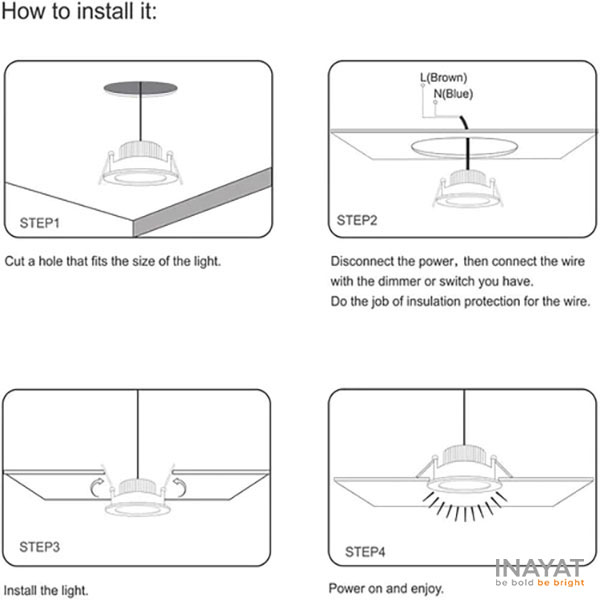 How to install it:
STEP1
Cut a hole that fits the size of the light.
L(Brown)
N(Blue)
STEP2
Disconnect the power, then connect the wire
with the dimmer or switch you have.
Do the job of insulation protection for the wire.
STEP3
Install the light.
STEP4
Power on and enjoy.
INAYAT
be bold be bright